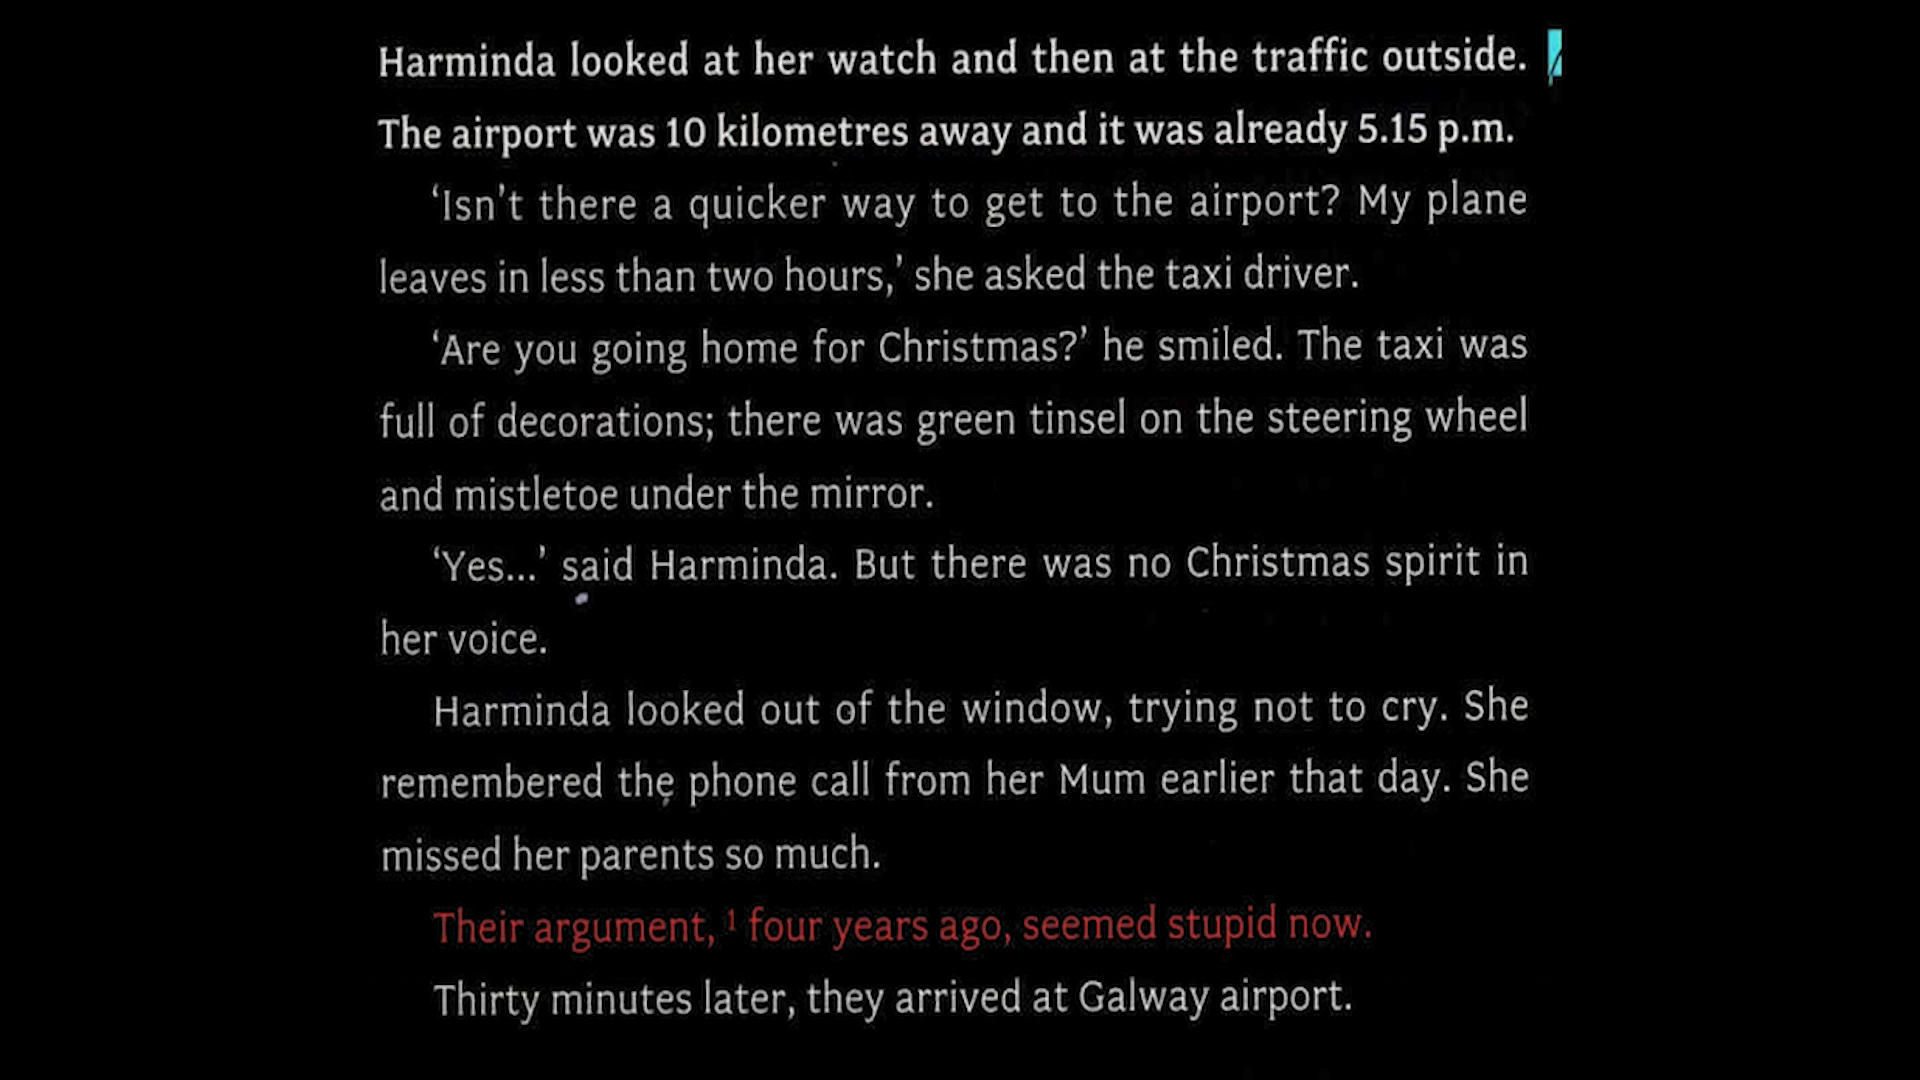 Harminda looked at her watch and then at the traffic outside.
The airport was 10 kilometres away and it was already 5.15 p.m.
‘Isn’t there a quicker way to get to the airport? My plane
leaves in less than two hours,’ she asked the taxi driver.
‘Are you going home for Christmas?’ he smiled. The taxi was
full of decorations; there was green tinsel on the steering wheel
and mistletoe under the mirror.
‘Yes...’ said Harminda. But there was no Christmas spirit in
her voice.
Harminda looked out of the window, trying not to cry. She
remembered the phone call from her Mum earlier that day. She
missed her parents so much.
Their argument, ¹ four years ago, seemed stupid now.
Thirty minutes later, they arrived at Galway airport.